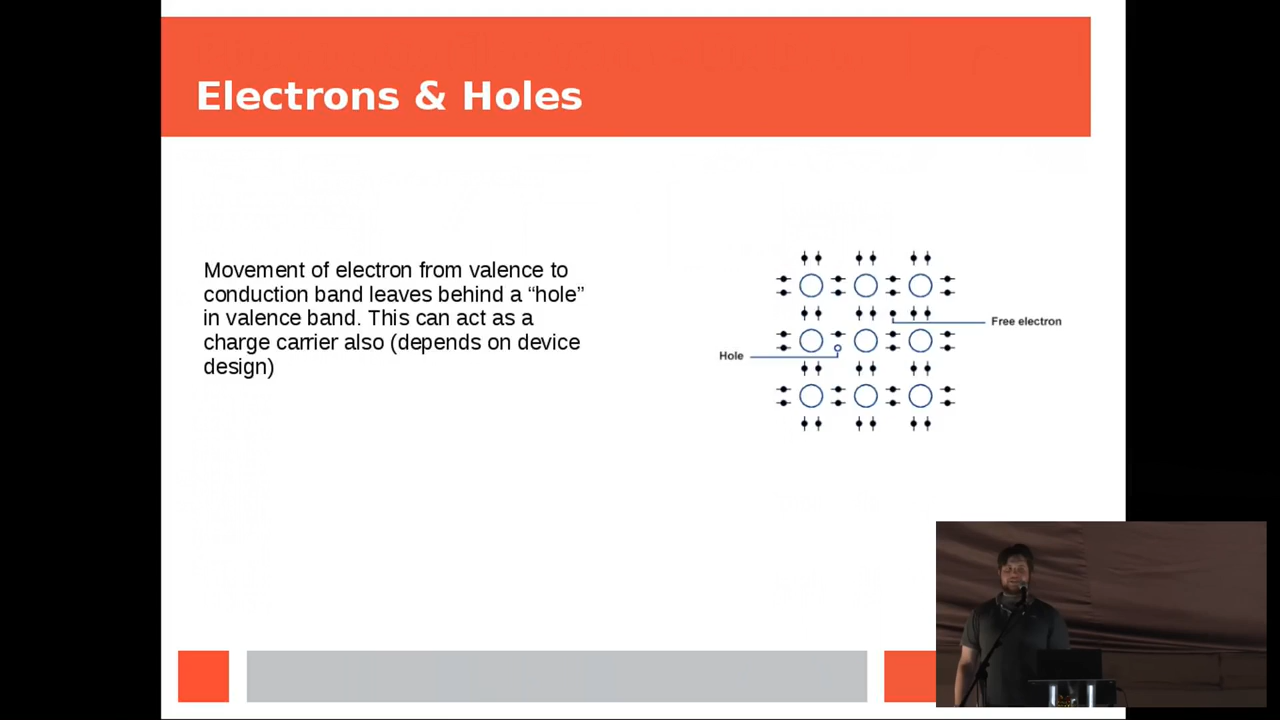 Electrons & Holes
Movement of electron from valence to
conduction band leaves behind a “hole”
in valence band. This can act as a
charge carrier also (depends on device
design)
Free electron
Hole